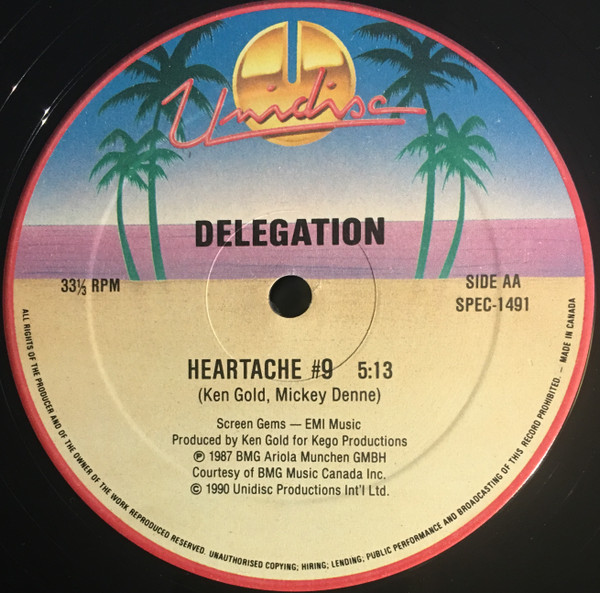 Unidisc
DELEGATION
33⅓ RPM
SIDE AA
SPEC-1491
HEARTACHE #9 5:13
(Ken Gold, Mickey Denne)
Screen Gems — EMI Music
Produced by Ken Gold for Kego Productions
℗ 1987 BMG Ariola Munchen GMBH
Courtesy of BMG Music Canada Inc.
© 1990 Unidisc Productions Int'l Ltd.
ALL RIGHTS OF THE PRODUCER AND OF THE OWNER OF THE WORK REPRODUCED RESERVED. UNAUTHORISED COPYING; HIRING; LENDING; PUBLIC PERFORMANCE AND BROADCASTING OF THIS RECORD PROHIBITED. — MADE IN CANADA